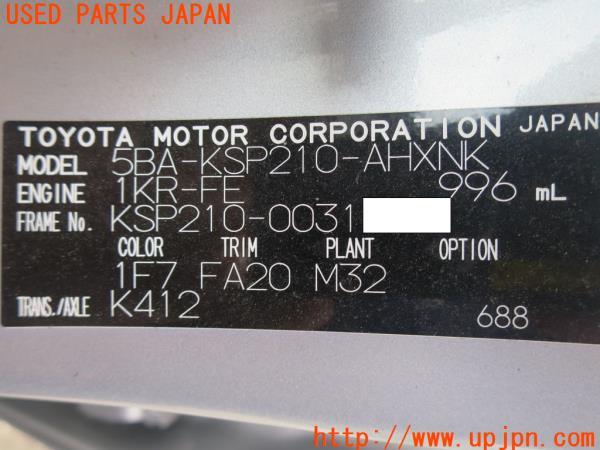 USED PARTS JAPAN
TOYOTA MOTOR CORPORATION JAPAN
MODEL 5BA-KSP210-AHXNK
ENGINE 1KR-FE 996 mL
FRAME No. KSP210-0031
COLOR TRIM PLANT OPTION
1F7 FA20 M32
TRANS./AXLE K412
688
http://www.upjpn.com